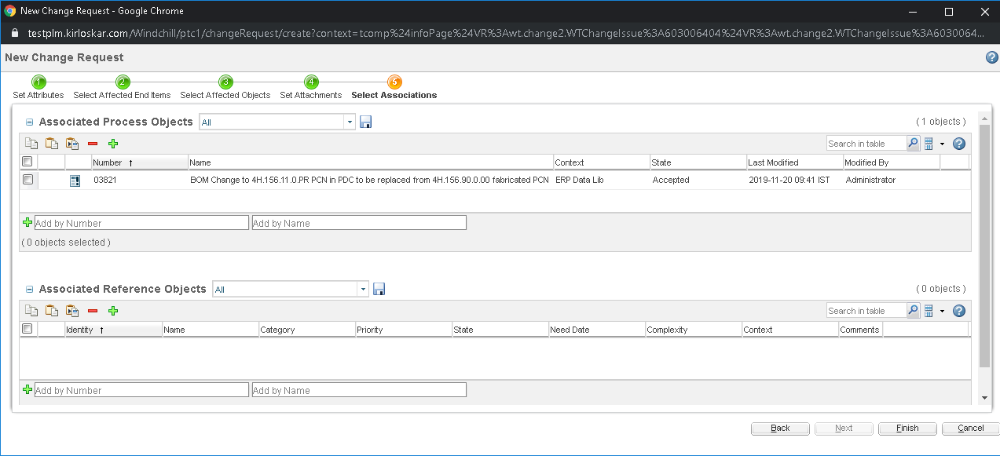 New Change Request - Google Chrome
testplm.kirloskar.com/Windchill/ptc1/changeRequest/create?context=tcomp%24infoPage%24VR%3Awt.change2.WTChangeIssue%3A603006404%24VR%3Awt.change2.WTChangeIssue%3A6030064...
New Change Request
1 2 3 4 5
Set Attributes Select Affected End Items Select Affected Objects Set Attachments Select Associations
Associated Process Objects All ( 1 objects )
Search in table
Number ↑ Name Context State Last Modified Modified By
03821 BOM Change to 4H.156.11.0.PR PCN in PDC to be replaced from 4H.156.90.0.00 fabricated PCN ERP Data Lib Accepted 2019-11-20 09:41 IST Administrator
Add by Number Add by Name
( 0 objects selected )
Associated Reference Objects All ( 0 objects )
Search in table
Identity ↑ Name Category Priority State Need Date Complexity Context Comments
Add by Number Add by Name
Back Next Finish Cancel